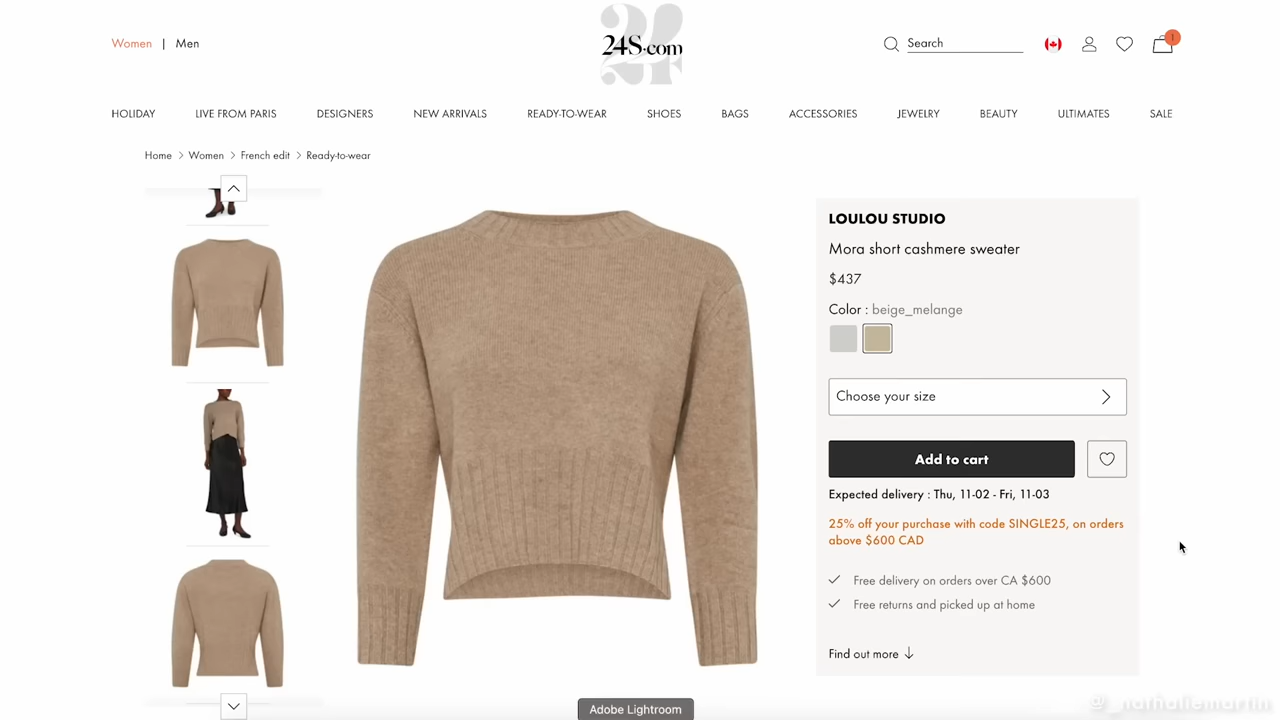 Women | Men
24S.com
Search
1
HOLIDAY LIVE FROM PARIS DESIGNERS NEW ARRIVALS READY-TO-WEAR SHOES BAGS ACCESSORIES JEWELRY BEAUTY ULTIMATES SALE
Home > Women > French edit > Ready-to-wear
LOULOU STUDIO
Mora short cashmere sweater
$437
Color : beige_melange
Choose your size
Add to cart
Expected delivery : Thu, 11-02 - Fri, 11-03
25% off your purchase with code SINGLE25, on orders
above $600 CAD
Free delivery on orders over CA $600
Free returns and picked up at home
Find out more
Adobe Lightroom
@_nathaliemartin